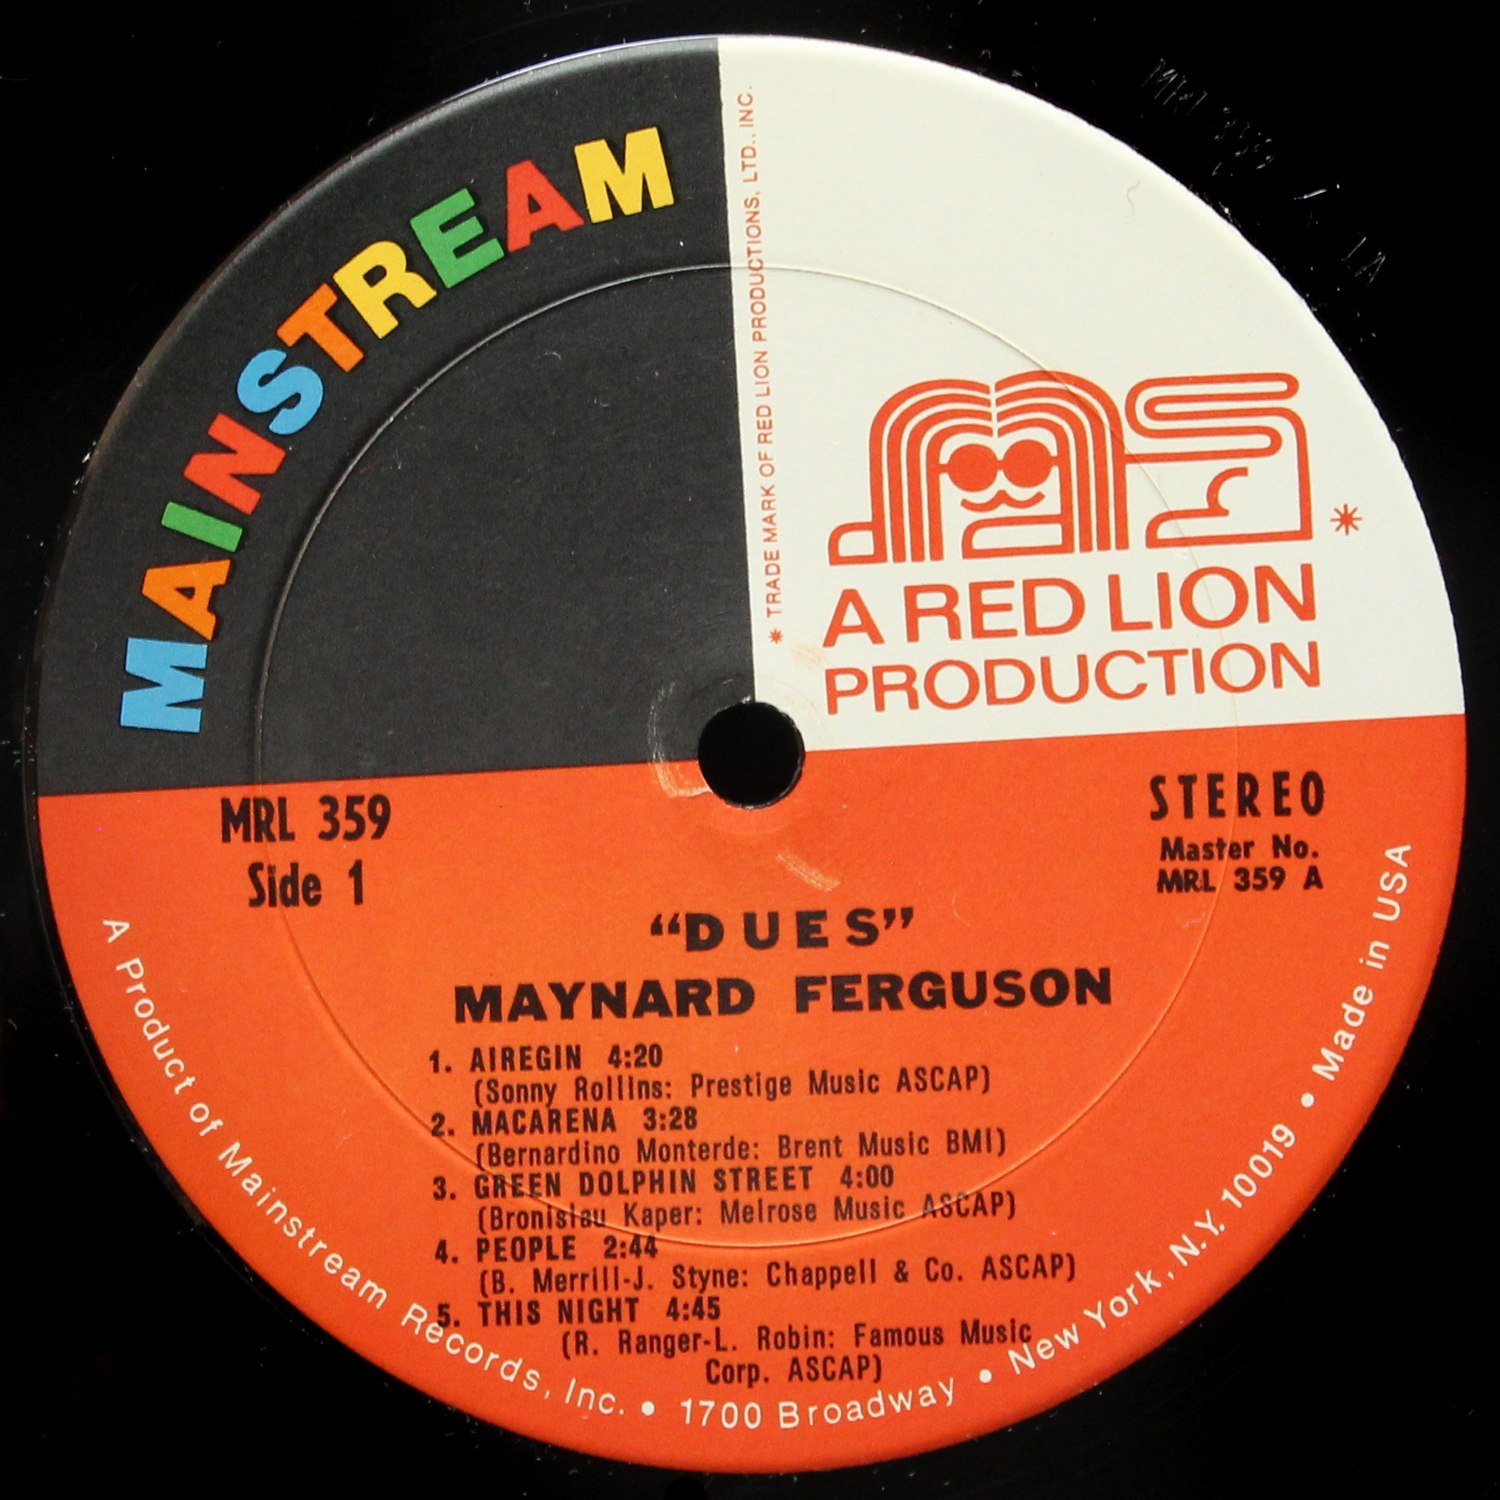 MAINSTREAM
* TRADE MARK OF RED LION PRODUCTIONS, LTD., INC.
*
A RED LION
PRODUCTION
MRL 359
Side 1
STEREO
Master No.
MRL 359 A
“DUES”
MAYNARD FERGUSON
1. AIREGIN 4:20
(Sonny Rollins: Prestige Music ASCAP)
2. MACARENA 3:28
(Bernardino Monterde: Brent Music BMI)
3. GREEN DOLPHIN STREET 4:00
(Bronislau Kaper: Melrose Music ASCAP)
4. PEOPLE 2:44
(B. Merrill-J. Styne: Chappell & Co. ASCAP)
5. THIS NIGHT 4:45
(R. Ranger-L. Robin: Famous Music
Corp. ASCAP)
A Product of Mainstream Records, Inc. • 1700 Broadway • New York, N.Y. 10019 • Made in USA